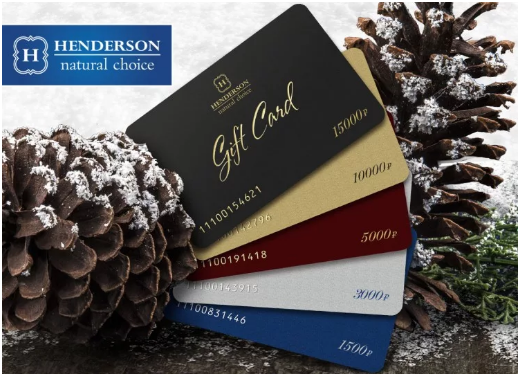 HENDERSON
natural choice
HENDERSON
natural choice
Gift Card
15000₽
11100154621
10000₽
5000₽
11100191418
3000₽
11100143915
1500₽
11100831446